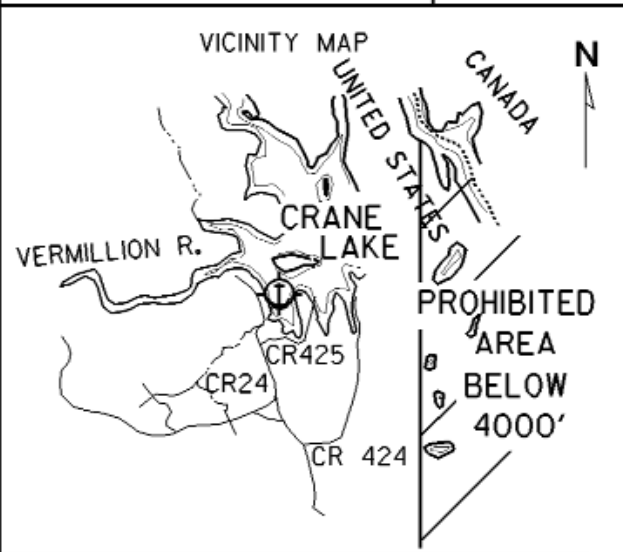 VICINITY MAP
N
UNITED STATES
CANADA
CRANE
LAKE
VERMILLION R.
PROHIBITED
AREA
BELOW
4000'
CR425
CR24
CR 424